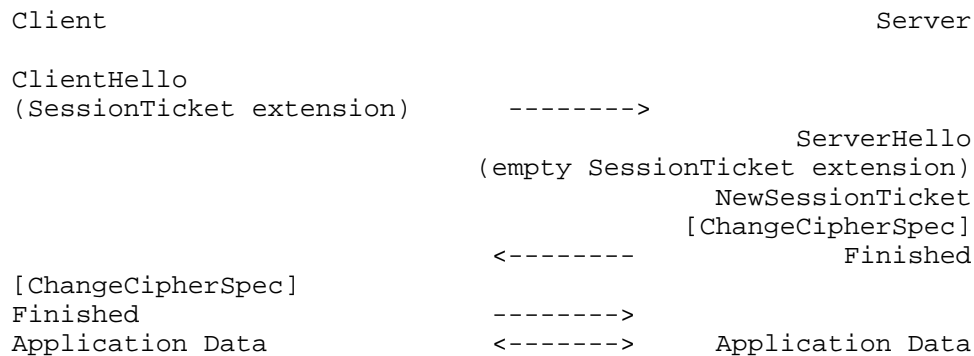 Client Server
ClientHello
(SessionTicket extension) -------->
ServerHello
(empty SessionTicket extension)
NewSessionTicket
[ChangeCipherSpec]
<-------- Finished
[ChangeCipherSpec]
Finished -------->
Application Data <-------> Application Data